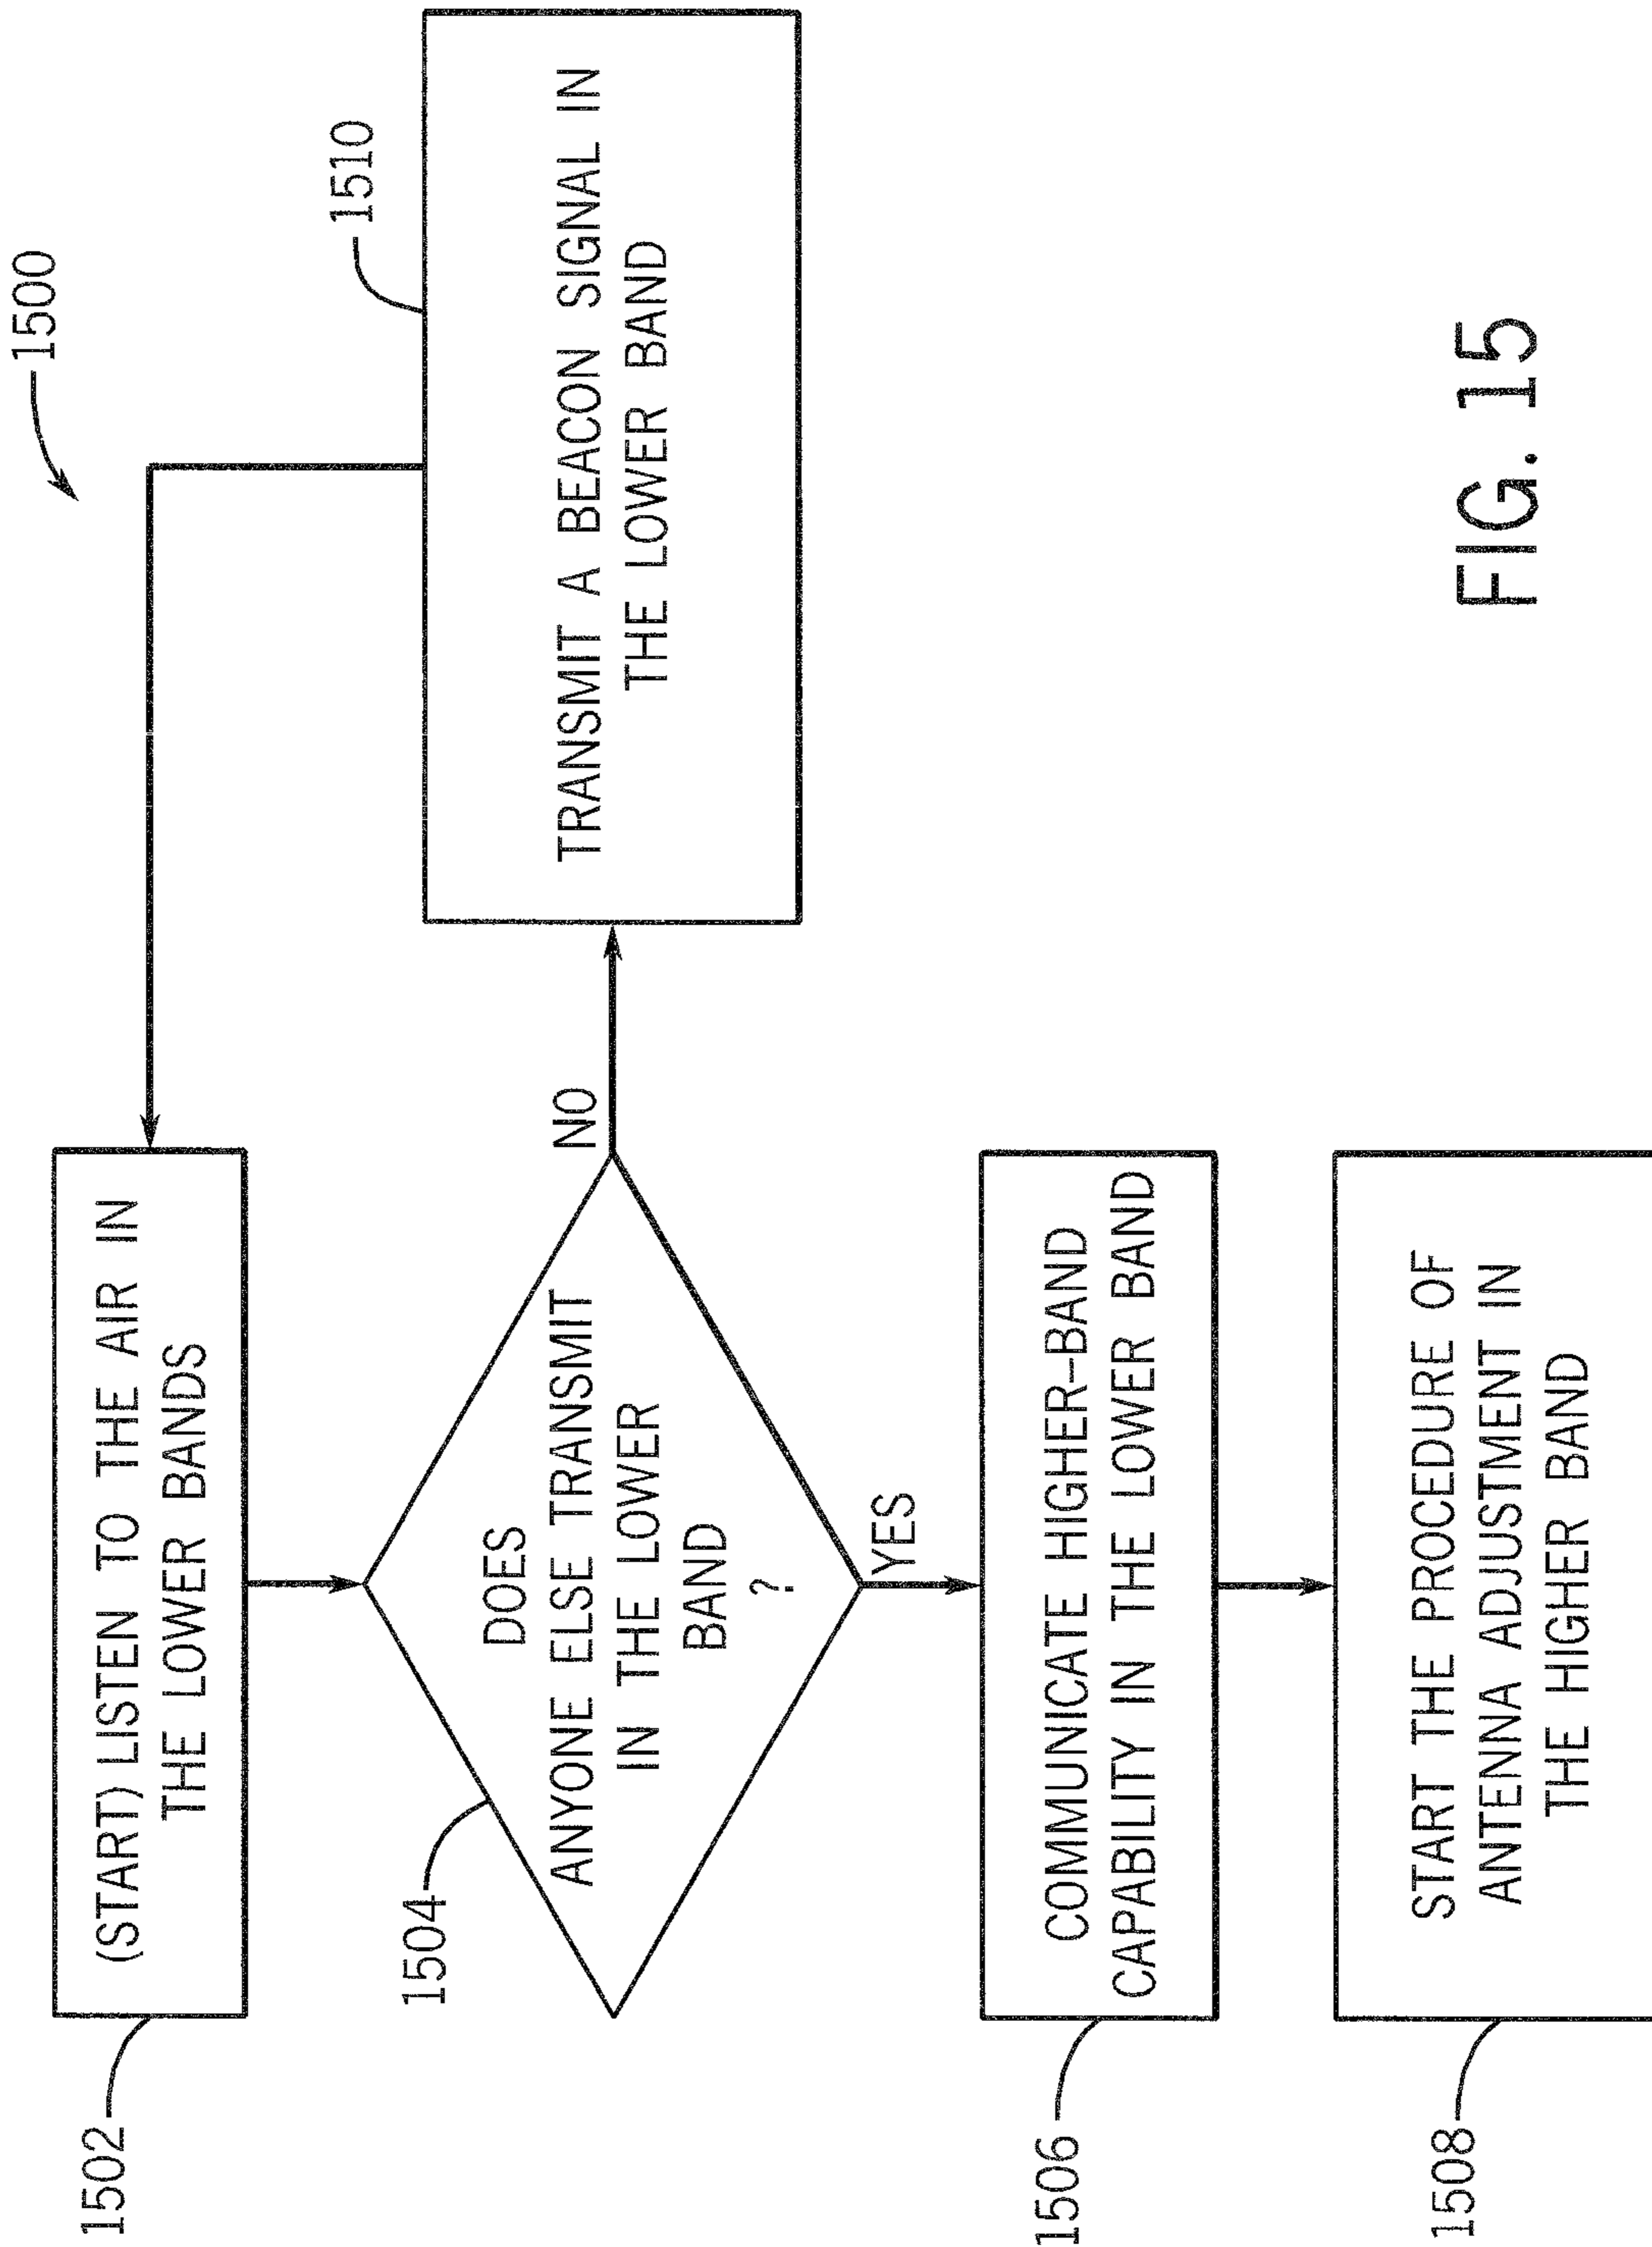 1500
1502
(START) LISTEN TO THE AIR IN
THE LOWER BANDS
1504
DOES
ANYONE ELSE TRANSMIT
IN THE LOWER
BAND
?
NO
1510
TRANSMIT A BEACON SIGNAL IN
THE LOWER BAND
YES
1506
COMMUNICATE HIGHER-BAND
CAPABILITY IN THE LOWER BAND
1508
START THE PROCEDURE OF
ANTENNA ADJUSTMENT IN
THE HIGHER BAND
FIG. 15